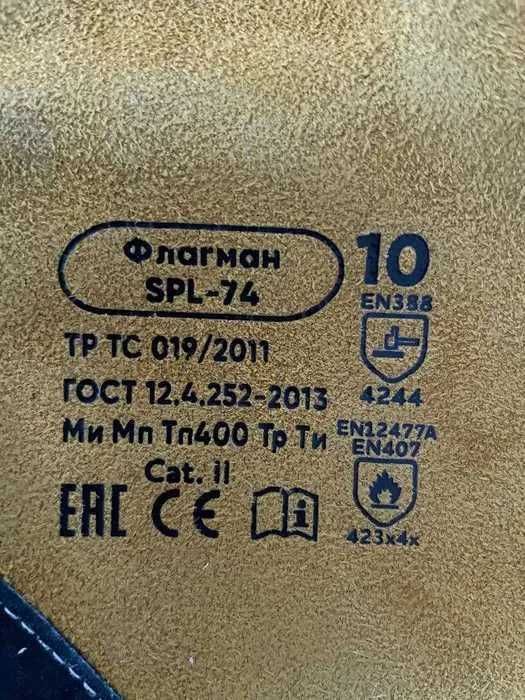 Флагман
SPL-74
10
EN388
4244
ТР ТС 019/2011
ГОСТ 12.4.252-2013
Ми Мп Тп400 Тр Ти
EN12477A
EN407
423x4x
Cat. II
EAC CE i